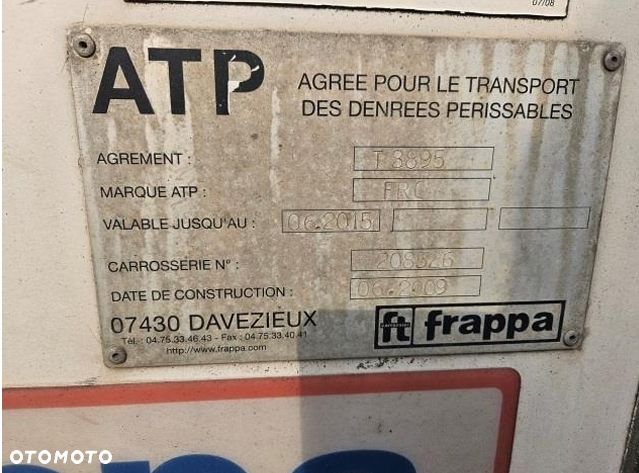 07/08
ATP
AGREE POUR LE TRANSPORT
DES DENREES PERISSABLES
AGREMENT : T 3895
MARQUE ATP : FRC
VALABLE JUSQU'AU : 06.2015
CARROSSERIE N° : 208326
DATE DE CONSTRUCTION : 06.2009
07430 DAVEZIEUX
Tél. : 04.75.33.46.43 - Fax : 04.75.33.40.41
http://www.frappa.com
frappa
OTOMOTO